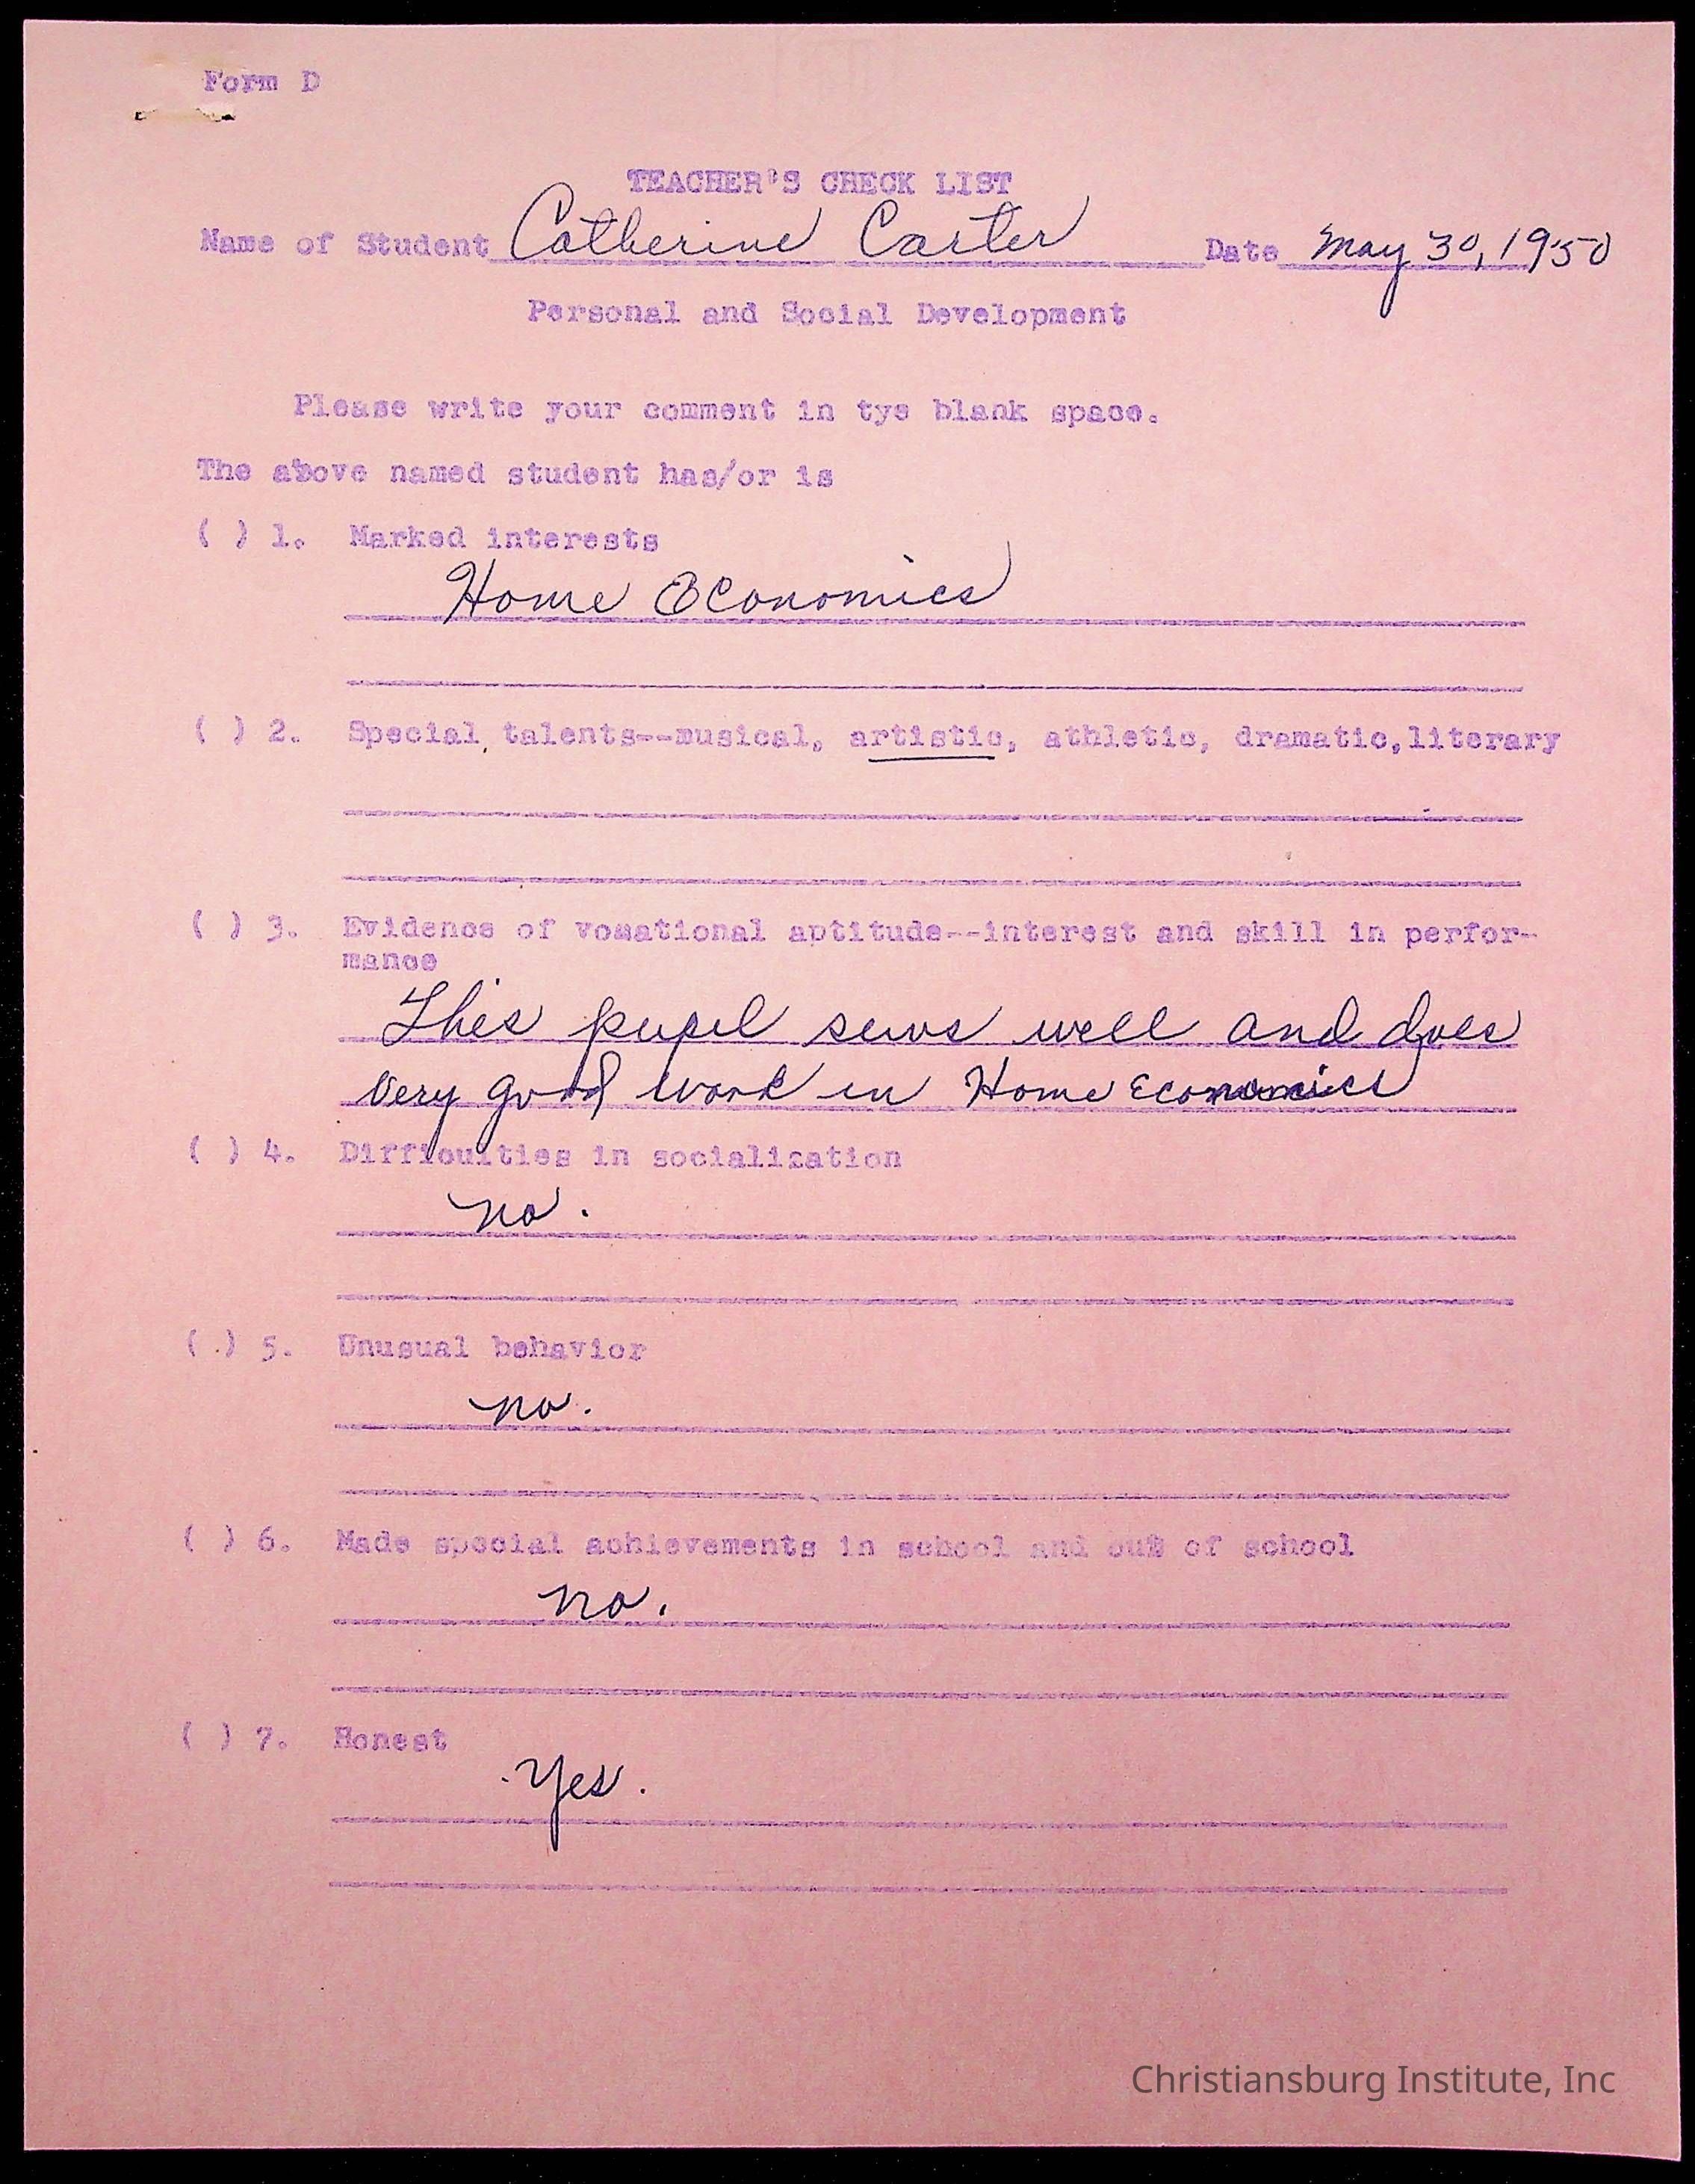 Form D
TEACHER'S CHECK LIST
Name of Student Catherine Carter Date May 30, 1950
Personal and Social Development
Please write your comment in tye blank space.
The above named student has/or is
( ) 1. Marked interests
Home Economics
( ) 2. Special talents--musical, artistic, athletic, dramatic, literary
( ) 3. Evidence of vocational aptitude--interest and skill in perfor-
mance
This pupil sews well and does
very good work in Home Economics
( ) 4. Difficulties in socialization
no.
( ) 5. Unusual behavior
no.
( ) 6. Made special achievements in school and out of school
no.
( ) 7. Honest
Yes.
Christiansburg Institute, Inc